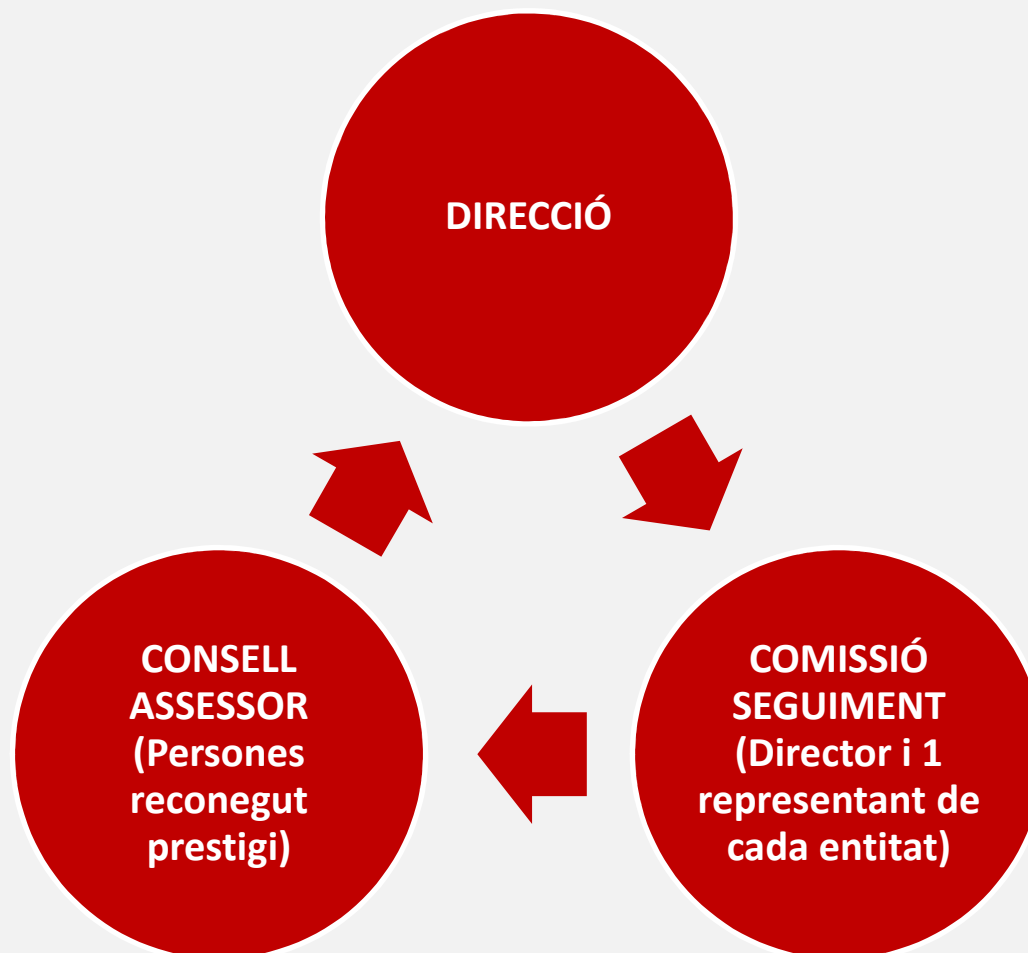 DIRECCIÓ
CONSELL
ASSESSOR
(Persones
reconegut
prestigi)
COMISSIÓ
SEGUIMENT
(Director i 1
representant de
cada entitat)